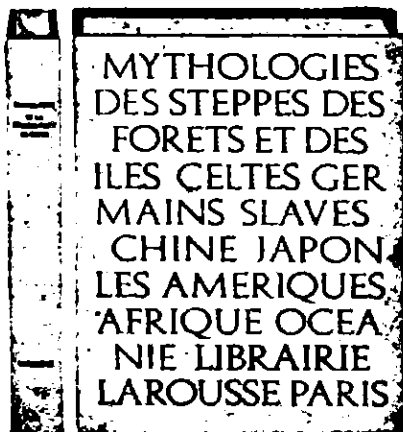 MYTHOLOGIES
DES STEPPES DES
FORETS ET DES
ILES CELTES GER
MAINS SLAVES
CHINE JAPON
LES AMERIQUES
AFRIQUE OCEA
NIE LIBRAIRIE
LAROUSSE PARIS